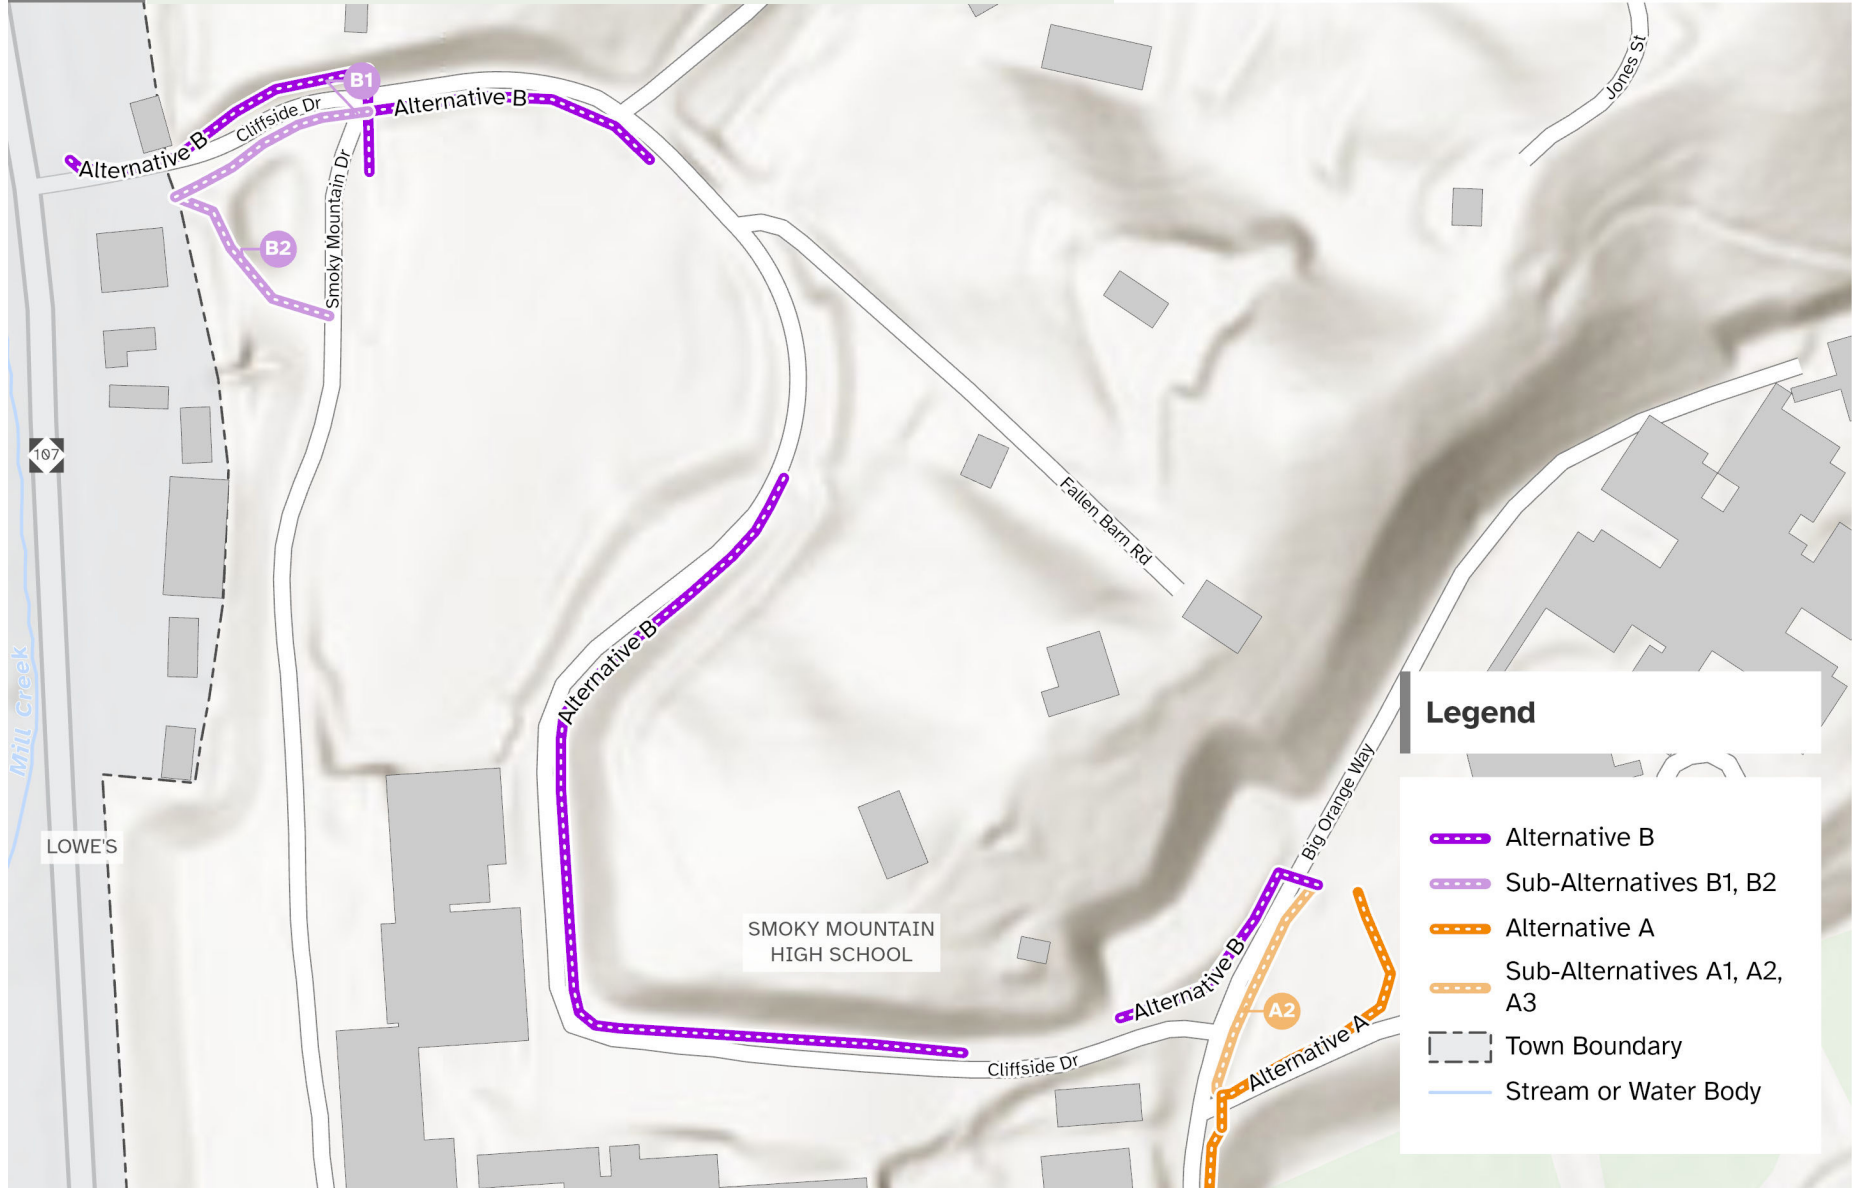 Jones St
B1
Alternative B
Cliffside Dr
Alternative B
Smoky Mountain Dr
B2
107
Fallen Barn Rd
Alternative B
Mill Creek
LOWE'S
SMOKY MOUNTAIN
HIGH SCHOOL
Big Orange Way
Alternative B
A2
Alternative A
Cliffside Dr
Legend
Alternative B
Sub-Alternatives B1, B2
Alternative A
Sub-Alternatives A1, A2,
A3
Town Boundary
Stream or Water Body